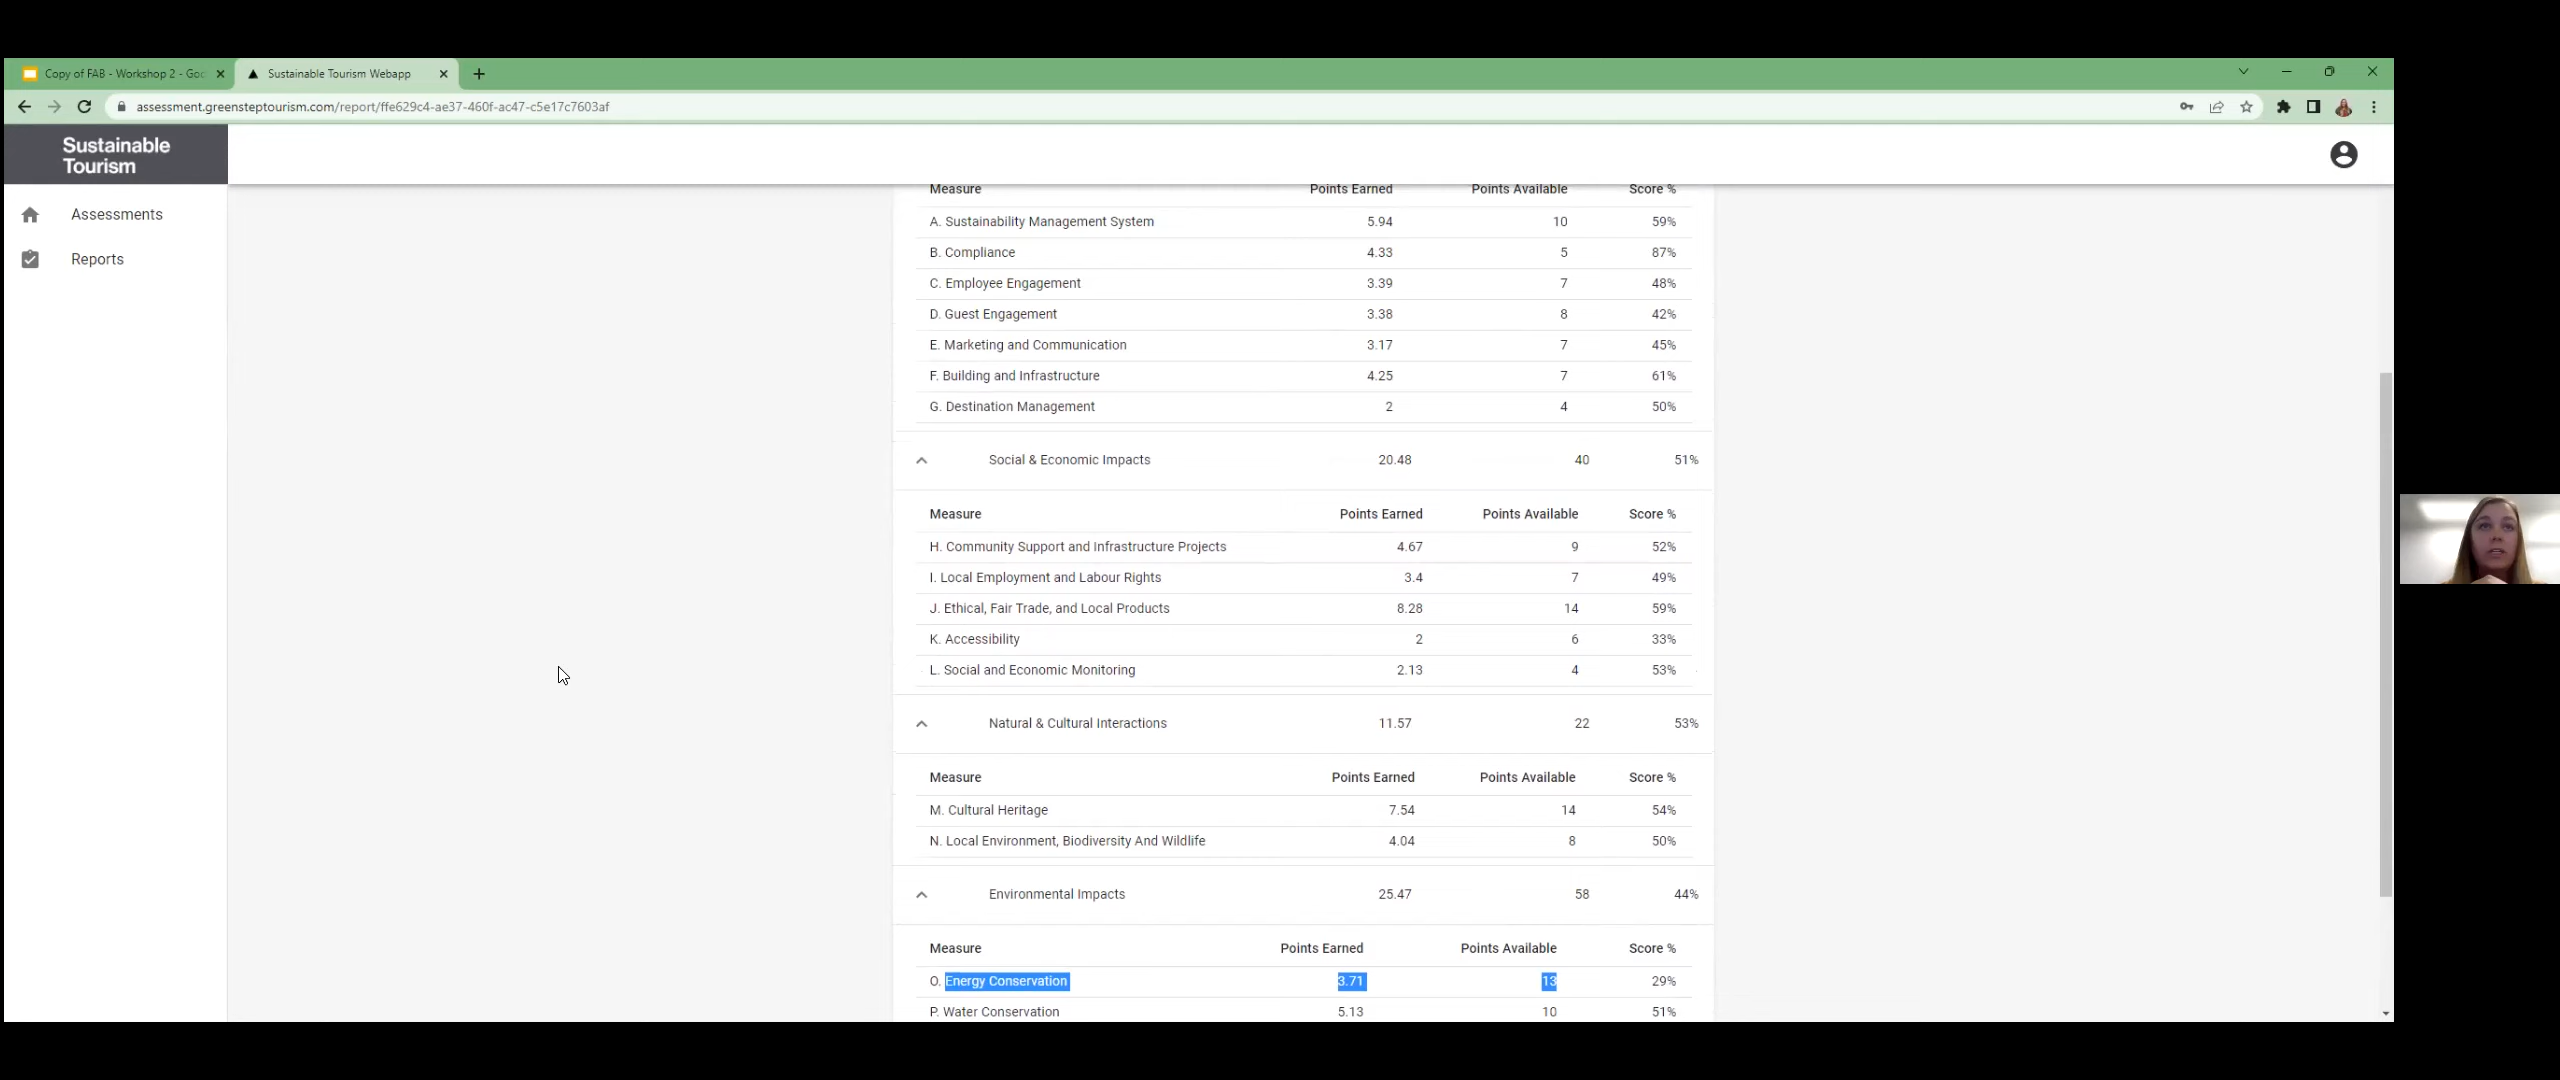 Copy of FAB - Workshop 2 - Goo
Sustainable Tourism Webapp
assessment.greensteptourism.com/report/ffe629c4-ae37-460f-ac47-c5e17c7603af
Sustainable
Tourism
Assessments
Reports
Measure Points Earned Points Available Score %
A. Sustainability Management System 5.94 10 59%
B. Compliance 4.33 5 87%
C. Employee Engagement 3.39 7 48%
D. Guest Engagement 3.38 8 42%
E. Marketing and Communication 3.17 7 45%
F. Building and Infrastructure 4.25 7 61%
G. Destination Management 2 4 50%
Social & Economic Impacts 20.48 40 51%
Measure Points Earned Points Available Score %
H. Community Support and Infrastructure Projects 4.67 9 52%
I. Local Employment and Labour Rights 3.4 7 49%
J. Ethical, Fair Trade, and Local Products 8.28 14 59%
K. Accessibility 2 6 33%
L. Social and Economic Monitoring 2.13 4 53%
Natural & Cultural Interactions 11.57 22 53%
Measure Points Earned Points Available Score %
M. Cultural Heritage 7.54 14 54%
N. Local Environment, Biodiversity And Wildlife 4.04 8 50%
Environmental Impacts 25.47 58 44%
Measure Points Earned Points Available Score %
O. Energy Conservation 3.71 13 29%
P. Water Conservation 5.13 10 51%